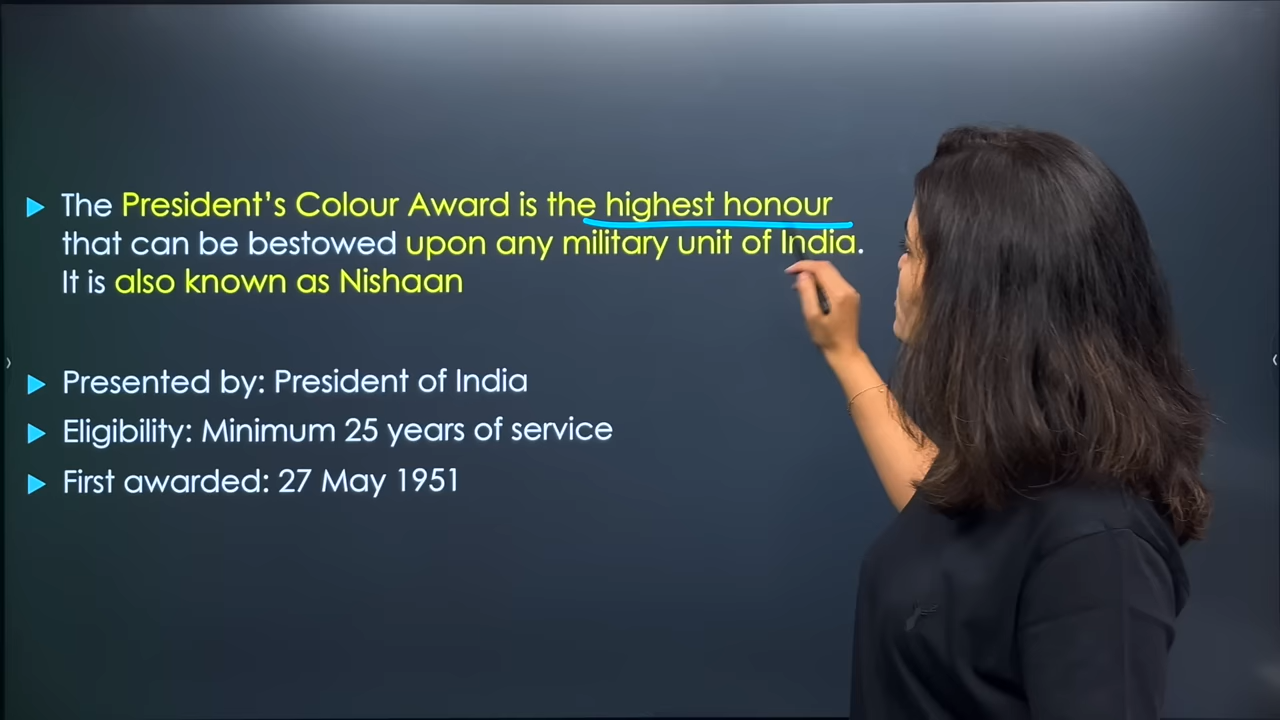 The President's Colour Award is the highest honour
that can be bestowed upon any military unit of India.
It is also known as Nishaan
Presented by: President of India
Eligibility: Minimum 25 years of service
First awarded: 27 May 1951